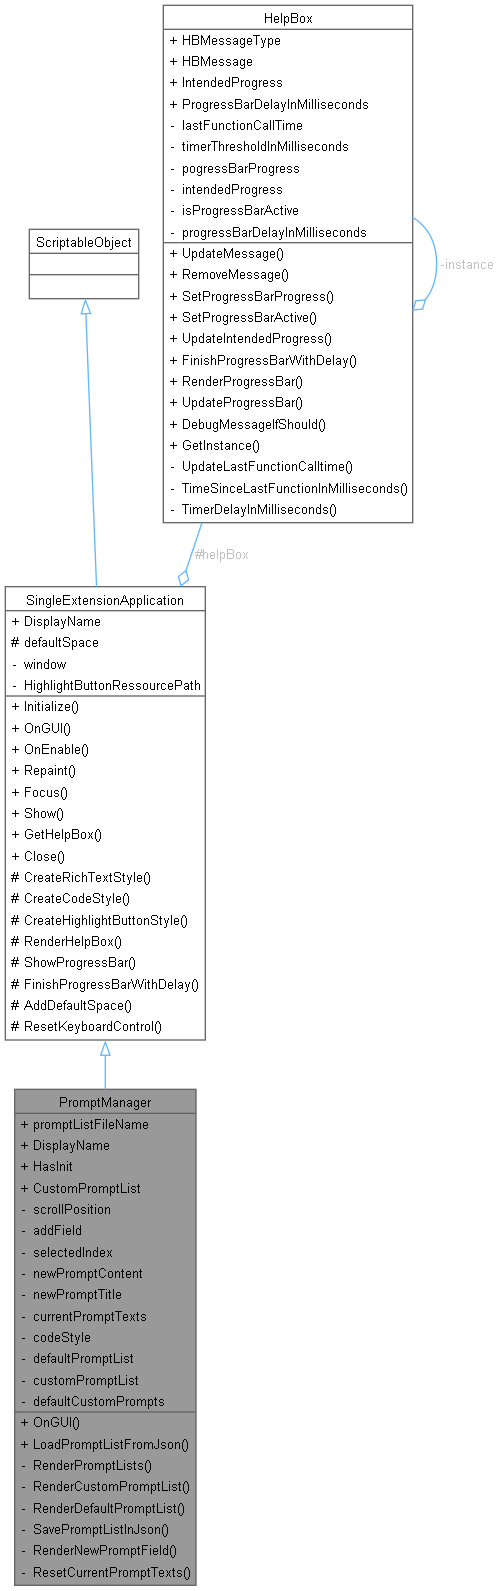 HelpBox
+ HBMessageType
+ HBMessage
+ IntendedProgress
+ ProgressBarDelayInMilliseconds
- lastFunctionCallTime
- timerThresholdInMilliseconds
- pogressBarProgress
- intendedProgress
- isProgressBarActive
- progressBarDelayInMilliseconds
+ UpdateMessage()
+ RemoveMessage()
+ SetProgressBarProgress()
+ SetProgressBarActive()
+ UpdateIntendedProgress()
+ FinishProgressBarWithDelay()
+ RenderProgressBar()
+ UpdateProgressBar()
+ DebugMessageIfShould()
+ GetInstance()
- UpdateLastFunctionCalltime()
- TimeSinceLastFunctionInMilliseconds()
- TimerDelayInMilliseconds()
-instance
ScriptableObject
#helpBox
SingleExtensionApplication
+ DisplayName
# defaultSpace
- window
- HighlightButtonRessourcePath
+ Initialize()
+ OnGUI()
+ OnEnable()
+ Repaint()
+ Focus()
+ Show()
+ GetHelpBox()
+ Close()
# CreateRichTextStyle()
# CreateCodeStyle()
# CreateHighlightButtonStyle()
# RenderHelpBox()
# ShowProgressBar()
# FinishProgressBarWithDelay()
# AddDefaultSpace()
# ResetKeyboardControl()
PromptManager
+ promptListFileName
+ DisplayName
+ HasInit
+ CustomPromptList
- scrollPosition
- addField
- selectedIndex
- newPromptContent
- newPromptTitle
- currentPromptTexts
- codeStyle
- defaultPromptList
- customPromptList
- defaultCustomPrompts
+ OnGUI()
+ LoadPromptListFromJson()
- RenderPromptLists()
- RenderCustomPromptList()
- RenderDefaultPromptList()
- SavePromptListInJson()
- RenderNewPromptField()
- ResetCurrentPromptTexts()